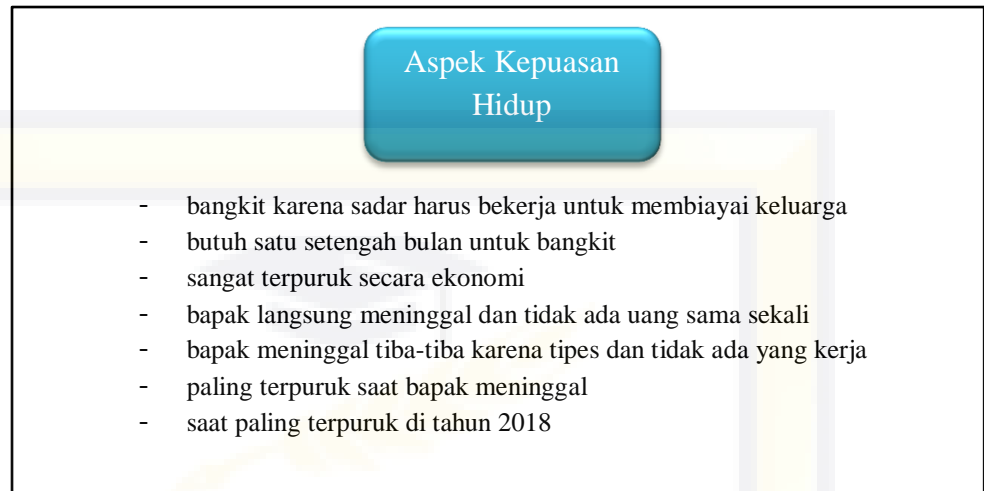 Aspek Kepuasan
Hidup
- bangkit karena sadar harus bekerja untuk membiayai keluarga
- butuh satu setengah bulan untuk bangkit
- sangat terpuruk secara ekonomi
- bapak langsung meninggal dan tidak ada uang sama sekali
- bapak meninggal tiba-tiba karena tipes dan tidak ada yang kerja
- paling terpuruk saat bapak meninggal
- saat paling terpuruk di tahun 2018